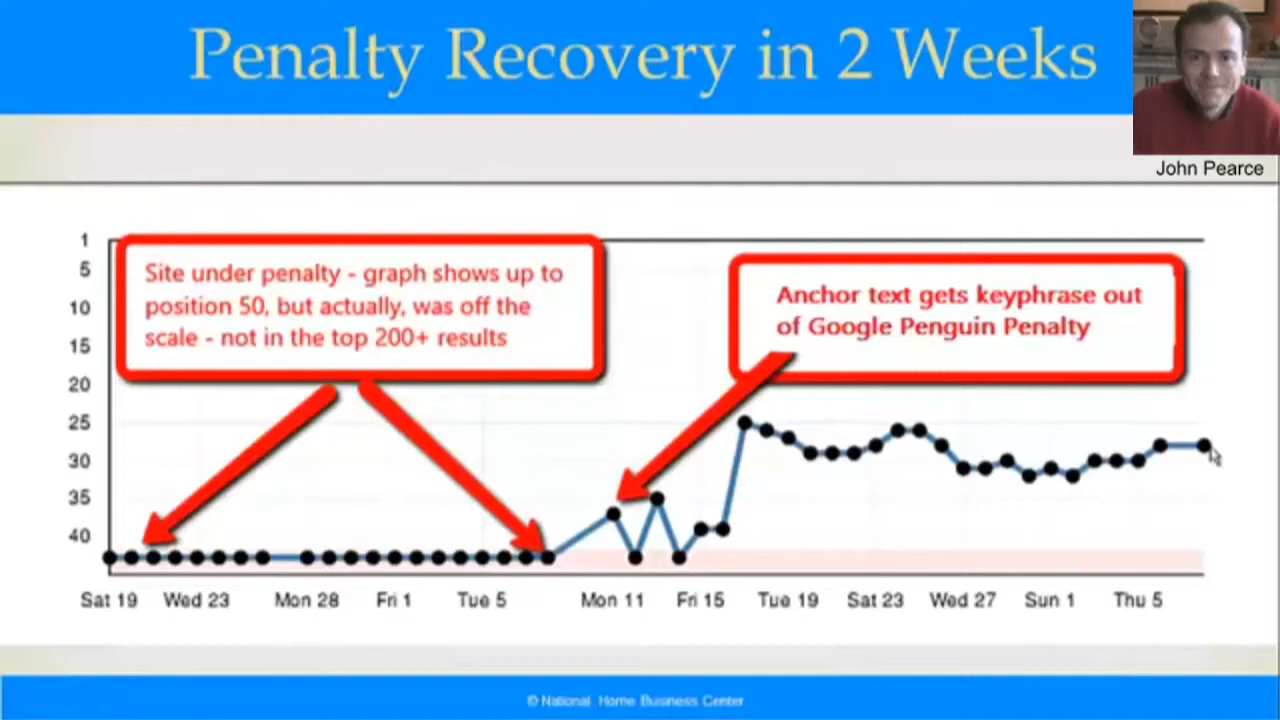 Penalty Recovery in 2 Weeks
John Pearce
Site under penalty - graph shows up to
position 50, but actually, was off the
scale - not in the top 200+ results
Anchor text gets keyphrase out
of Google Penguin Penalty
1
5
10
15
20
25
30
35
40
Sat 19 Wed 23 Mon 28 Fri 1 Tue 5 Mon 11 Fri 15 Tue 19 Sat 23 Wed 27 Sun 1 Thu 5
© National Home Business Center